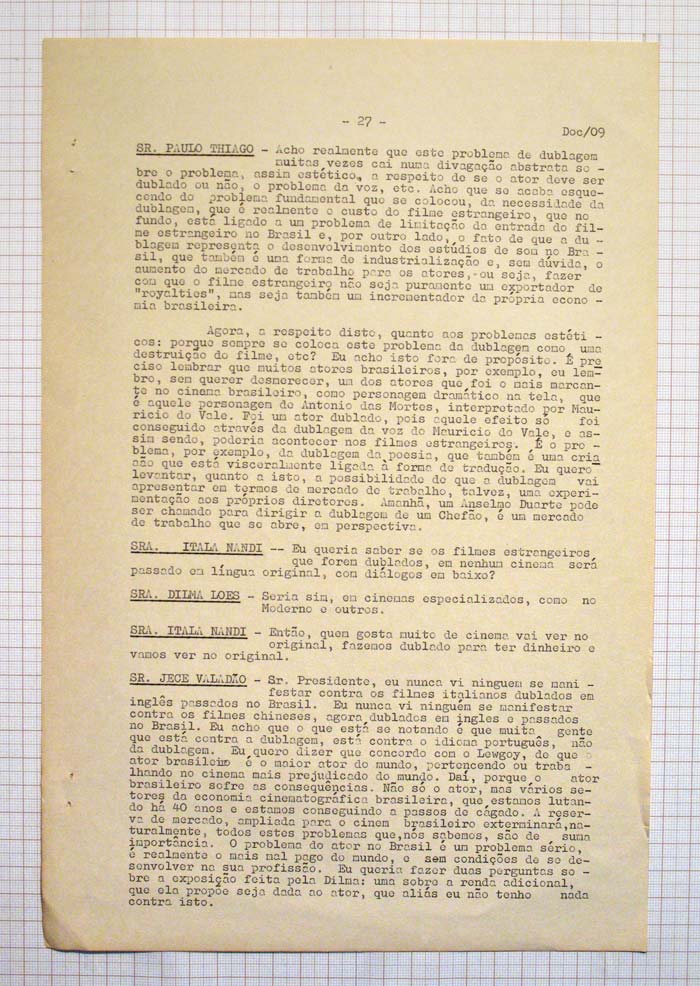 - 27 -
Doc/09
SR. PAULO THIAGO - Acho realmente que este problema de dublagem
muitas vezes cai numa divagação abstrata so -
bre o problema, assim estético, a respeito de se o ator deve ser
dublado ou não, o problema da voz, etc. Acho que se acaba esque-
cendo do problema fundamental que se colocou, da necessidade da
dublagem, que é realmente o custo do filme estrangeiro, que no
fundo, está ligado a um problema de limitação da entrada do fil-
me estrangeiro no Brasil e, por outro lado, o fato de que a du -
blagem representa o desenvolvimento dos estúdios de som no Bra -
sil, que também é uma forma de industrialização e, sem dúvida, o
aumento do mercado de trabalho para os atores, ou seja, fazer
com que o filme estrangeiro não seja puramente um exportador de
"royalties", mas seja também um incrementador da própria econo -
mia brasileira.
Agora, a respeito disto, quanto aos problemas estéti -
cos: porque sempre se coloca este problema da dublagem como uma
destruição do filme, etc? Eu acho isto fora de propósito. É pre
ciso lembrar que muitos atores brasileiros, por exemplo, eu lem-
bro, sem querer desmerecer, um dos atores que foi o mais marcan-
te no cinema brasileiro, como personagem dramático na tela, que
é aquele personagem de Antonio das Mortes, interpretado por Mau-
ricio do Vale. Foi um ator dublado, pois aquele efeito só foi
conseguido através da dublagem da voz do Mauricio do Vale, e as-
sim sendo, poderia acontecer nos filmes estrangeiros. É o pro -
blema, por exemplo, da dublagem da poesia, que também é uma cria
ção que está visceralmente ligada à forma de tradução. Eu quero
levantar, quanto a isto, a possibilidade de que a dublagem vai
apresentar em termos de mercado de trabalho, talvez, uma experi-
mentação aos próprios diretores. Amanhã, um Anselmo Duarte pode
ser chamado para dirigir a dublagem de um Chefão, é um mercado
de trabalho que se abre, em perspectiva.
SRA. ITALA NANDI -- Eu queria saber se os filmes estrangeiros
que forem dublados, em nenhum cinema será
passado em língua original, com diálogos em baixo?
SRA. DILMA LOES - Seria sim, em cinemas especializados, como no
Moderno e outros.
SRA. ITALA NANDI - Então, quem gosta muito de cinema vai ver no
original, fazemos dublado para ter dinheiro e
vamos ver no original.
SR. JECE VALADÃO - Sr. Presidente, eu nunca vi ninguem se mani -
festar contra os filmes italianos dublados em
inglês passados no Brasil. Eu nunca vi ninguém se manifestar
contra os filmes chineses, agora dublados em ingles e passados
no Brasil. Eu acho que o que está se notando é que muita gente
que está contra a dublagem, está contra o idioma português, não
da dublagem. Eu quero dizer que concordo com o Lewgoy, de que o
ator brasileiro é o maior ator do mundo, pertencendo ou traba -
lhando no cinema mais prejudicado do mundo. Daí, porque o ator
brasileiro sofre as consequências. Não só o ator, mas vários se-
tores da economia cinematográfica brasileira, que estamos lutan-
do há 40 anos e estamos conseguindo a passos de cágado. A reser-
va de mercado, ampliada para o cinem brasileiro exterminará, na-
turalmente, todos estes problemas que, nós sabemos, são de suma
importância. O problema do ator no Brasil é um problema sério,
é realmente o mais mal pago do mundo, e sem condições de se de-
senvolver na sua profissão. Eu queria fazer duas perguntas so -
bre a exposição feita pela Dilma: uma sobre a renda adicional,
que ela propõe seja dada ao ator, que aliás eu não tenho nada
contra isto.